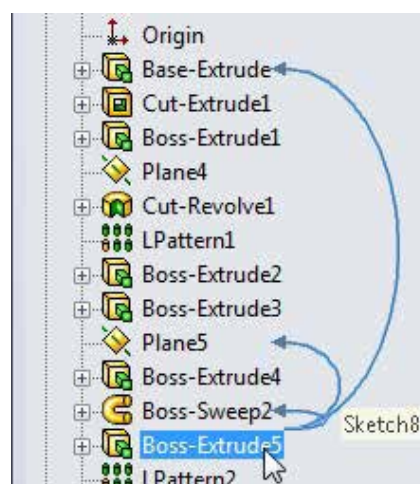 Origin
Base-Extrude
Cut-Extrude1
Boss-Extrude1
Plane4
Cut-Revolve1
LPattern1
Boss-Extrude2
Boss-Extrude3
Plane5
Boss-Extrude4
Boss-Sweep2
Sketch8
Boss-Extrude5
LPattern2